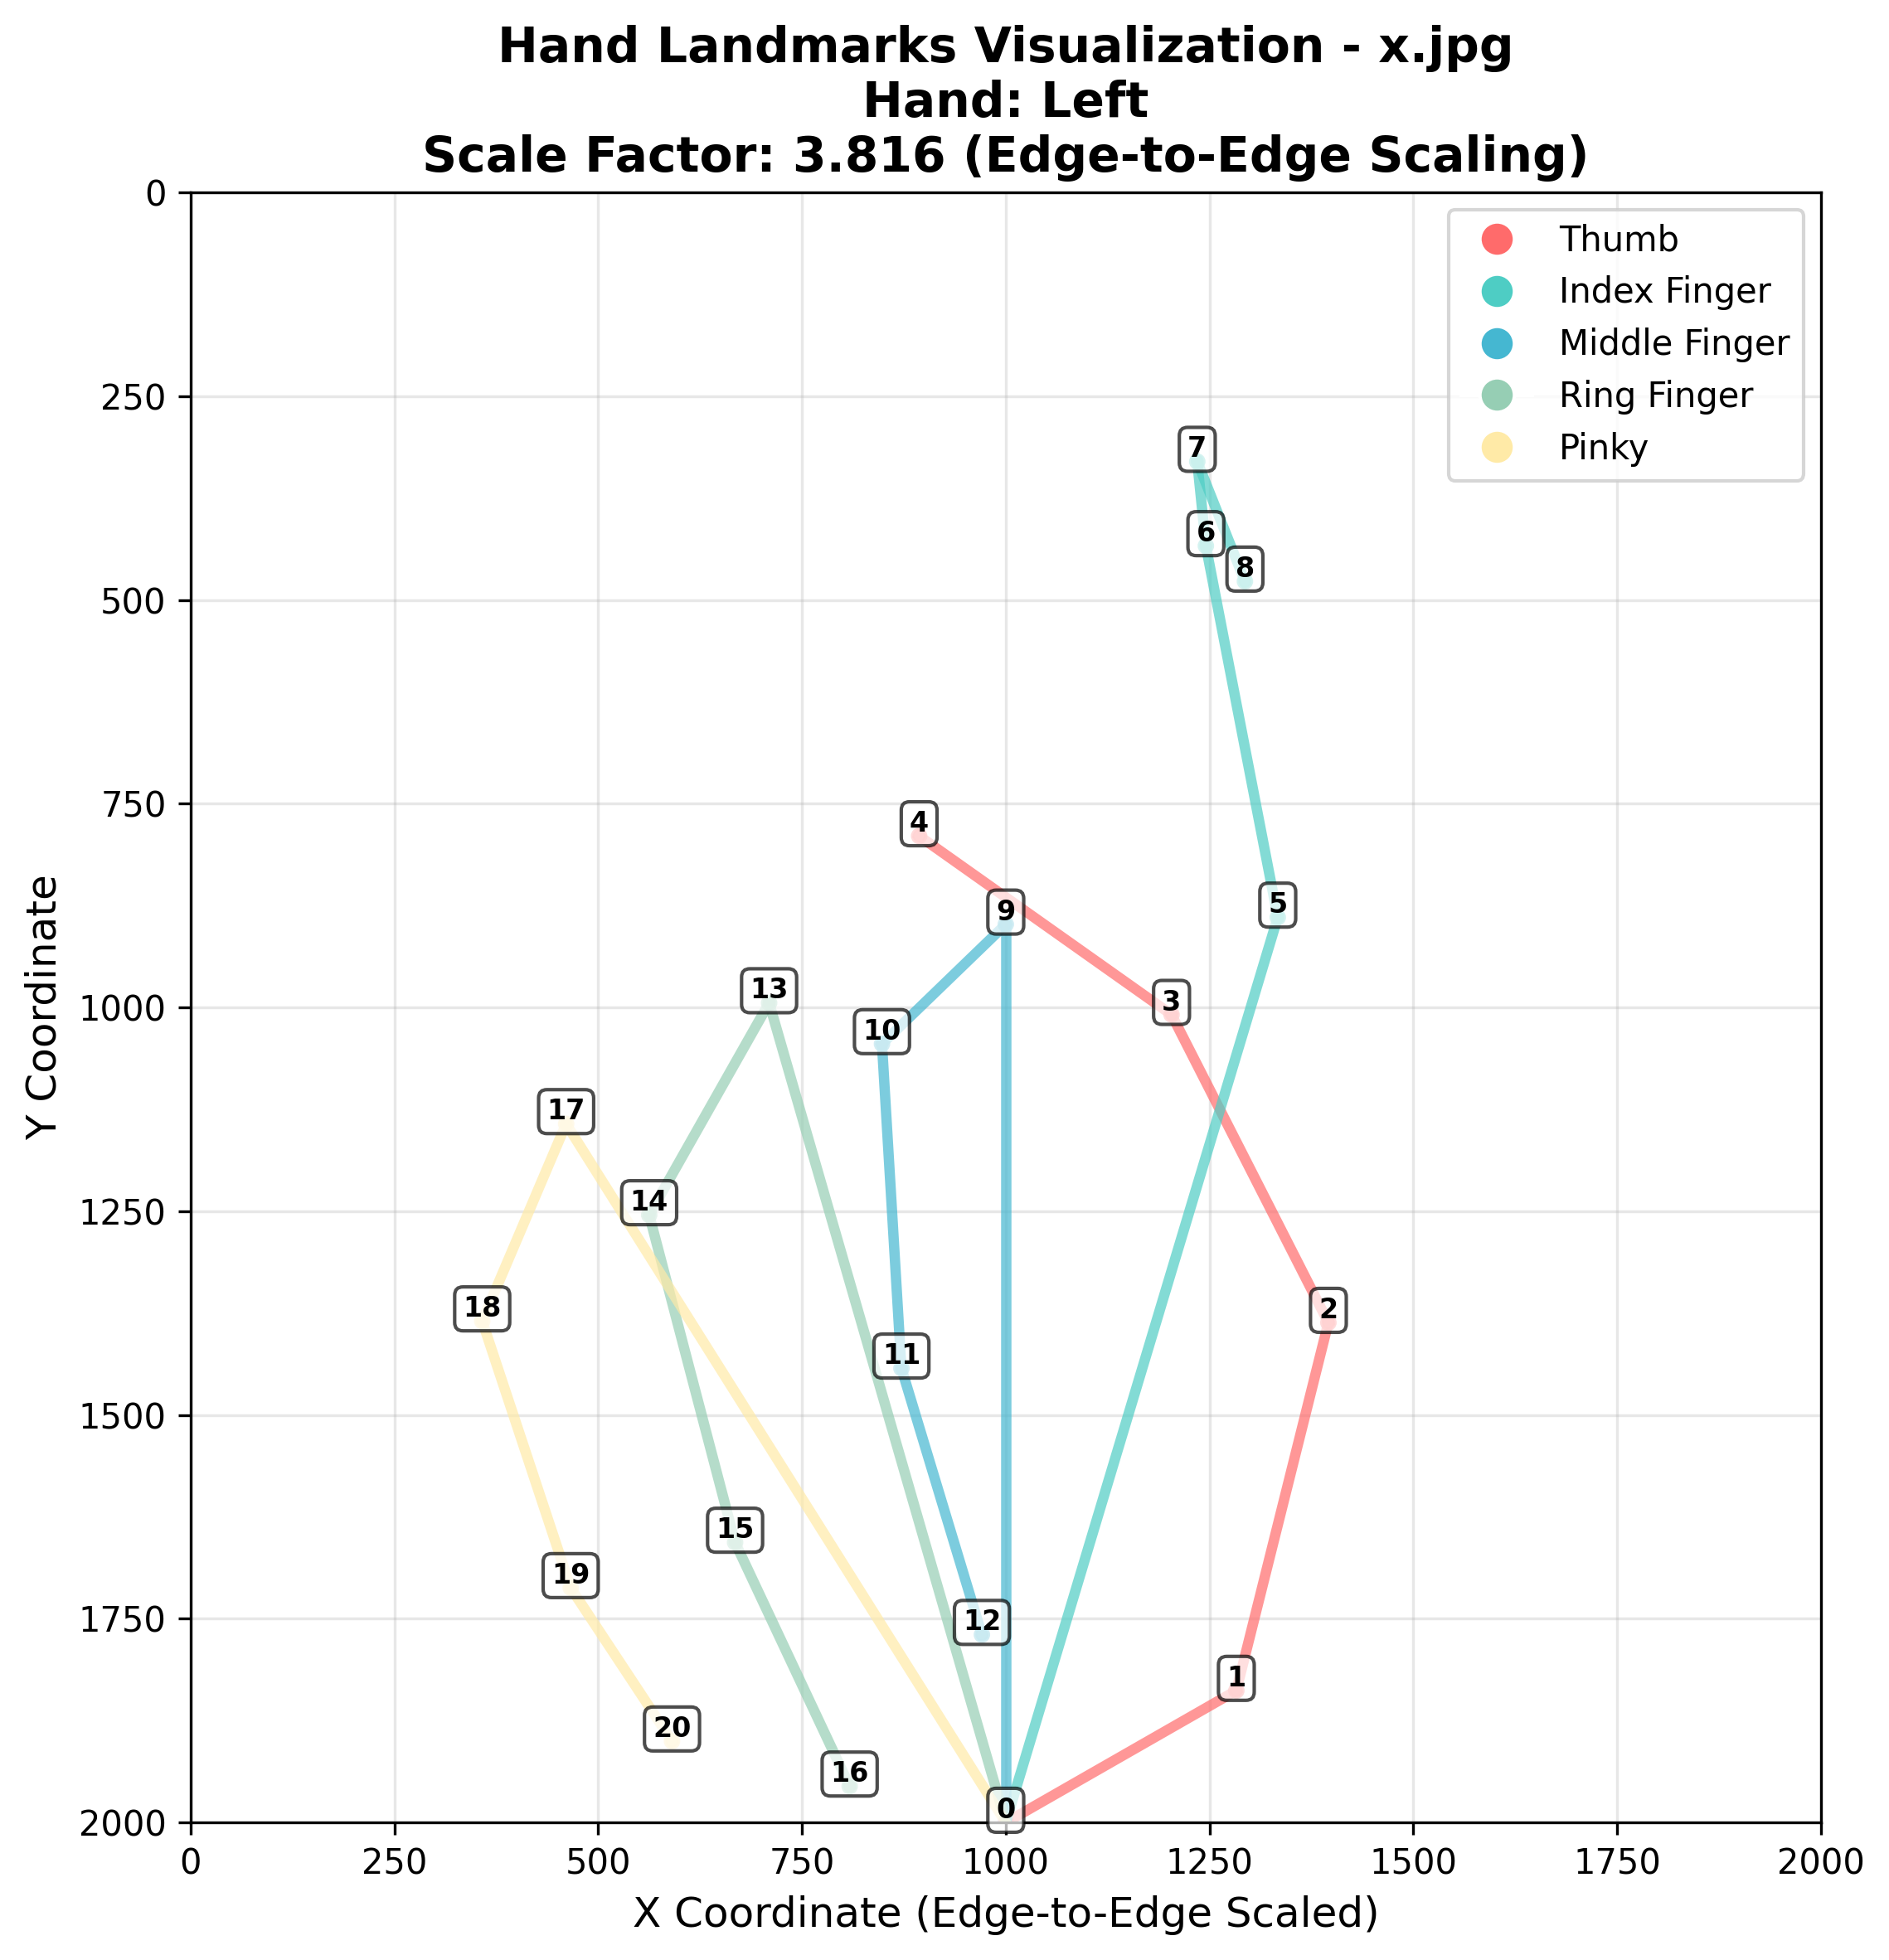 Hand Landmarks Visualization - x.jpg
Hand: Left
Scale Factor: 3.816 (Edge-to-Edge Scaling)
Thumb
Index Finger
Middle Finger
Ring Finger
Pinky
0
250
500
750
1000
1250
1500
1750
2000
Y Coordinate
7
6
8
4
9
5
13
3
10
17
14
18
2
11
15
19
12
1
20
16
0
0 250 500 750 1000 1250 1500 1750 2000
X Coordinate (Edge-to-Edge Scaled)